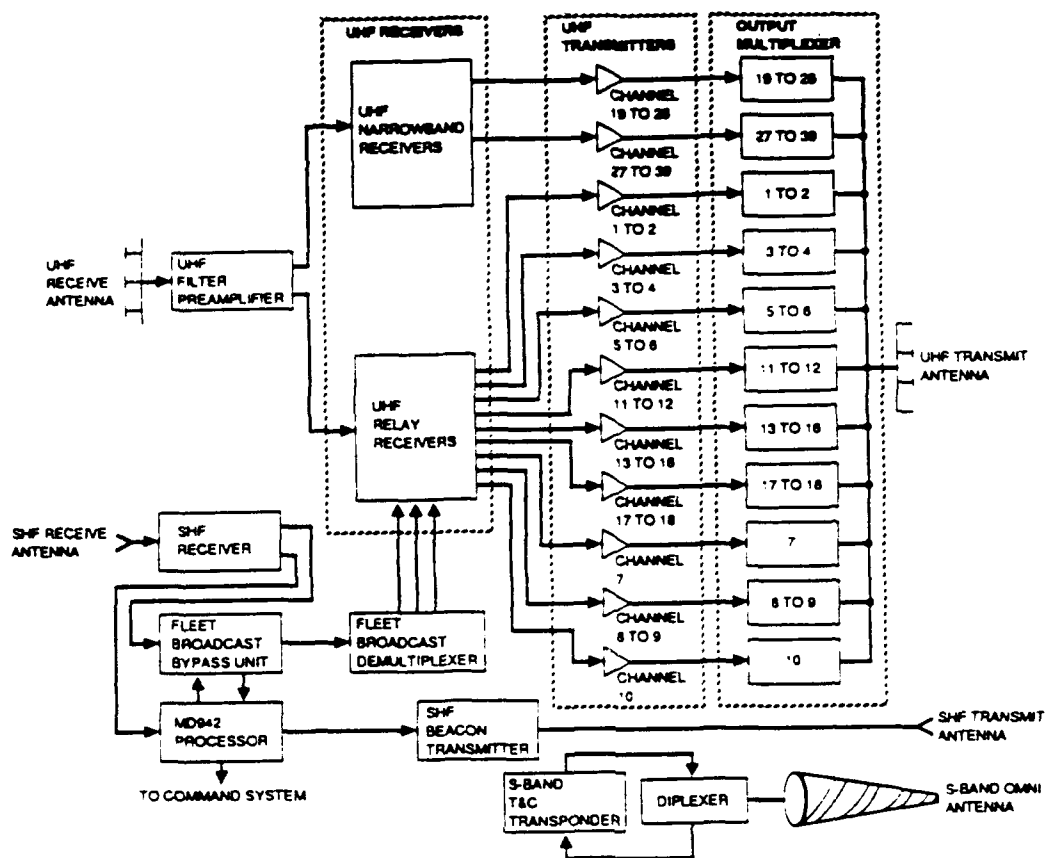 UHF RECEIVERS
UHF
TRANSMITTERS
OUTPUT
MULTIPLEXER
UHF
NARROWBAND
RECEIVERS
CHANNEL
19 TO 26
19 TO 26
CHANNEL
27 TO 39
27 TO 39
CHANNEL
1 TO 2
1 TO 2
UHF
RECEIVE
ANTENNA
UHF
FILTER
PREAMPLIFIER
CHANNEL
3 TO 4
3 TO 4
CHANNEL
5 TO 6
5 TO 6
UHF
RELAY
RECEIVERS
CHANNEL
11 TO 12
11 TO 12
UHF TRANSMIT
ANTENNA
CHANNEL
13 TO 16
13 TO 16
CHANNEL
17 TO 18
17 TO 18
SHF RECEIVE
ANTENNA
SHF
RECEIVER
CHANNEL
7
7
FLEET
BROADCAST
BYPASS UNIT
FLEET
BROADCAST
DEMULTIPLEXER
CHANNEL
8 TO 9
8 TO 9
CHANNEL
10
10
MD942
PROCESSOR
SHF
BEACON
TRANSMITTER
SHF TRANSMIT
ANTENNA
TO COMMAND SYSTEM
S-BAND
T&C
TRANSPONDER
DIPLEXER
S-BAND OMNI
ANTENNA